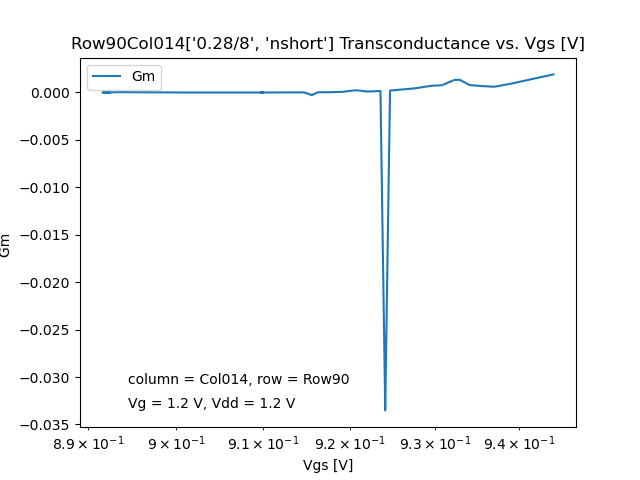 Row90Col014['0.28/8', 'nshort'] Transconductance vs. Vgs [V]
Gm
0.000
−0.005
−0.010
−0.015
−0.020
−0.025
−0.030
−0.035
Gm
column = Col014, row = Row90
Vg = 1.2 V, Vdd = 1.2 V
8.9 × 10⁻¹ 9 × 10⁻¹ 9.1 × 10⁻¹ 9.2 × 10⁻¹ 9.3 × 10⁻¹ 9.4 × 10⁻¹
Vgs [V]